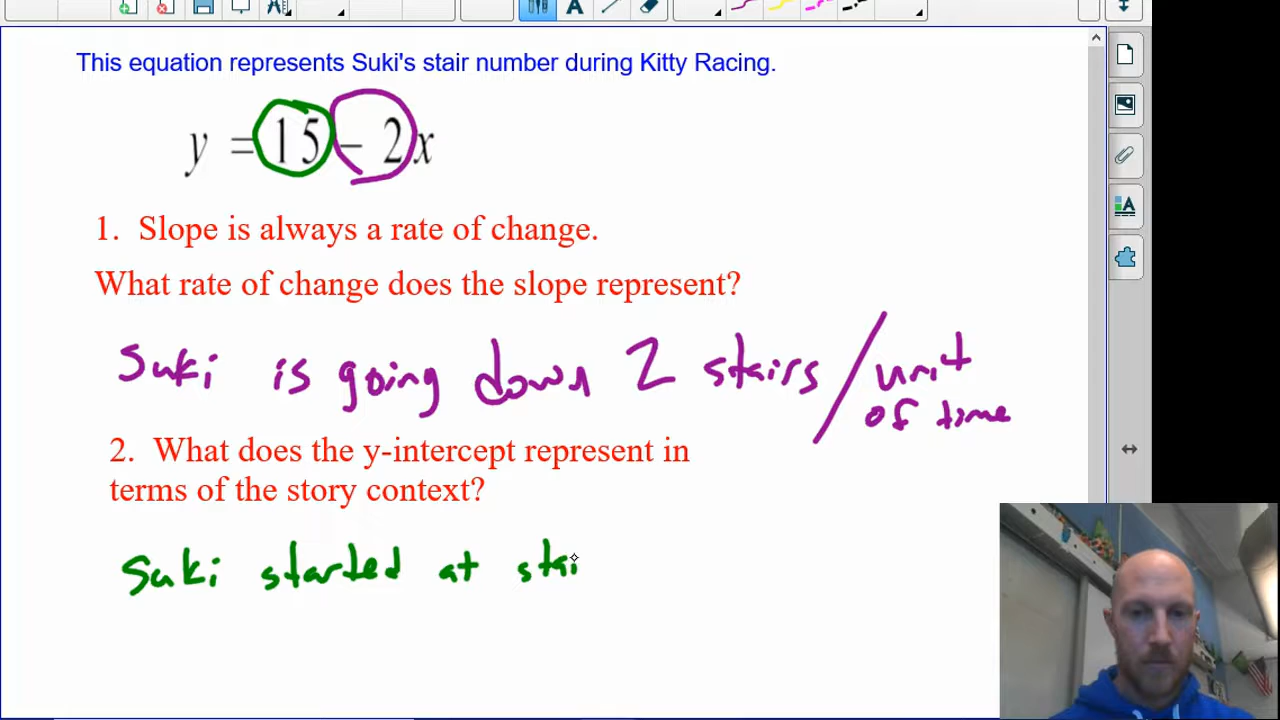 This equation represents Suki's stair number during Kitty Racing.
y = 15 - 2x
1. Slope is always a rate of change.
What rate of change does the slope represent?
Suki is going down 2 stairs / unit
of time
2. What does the y-intercept represent in
terms of the story context?
Suki started at stai